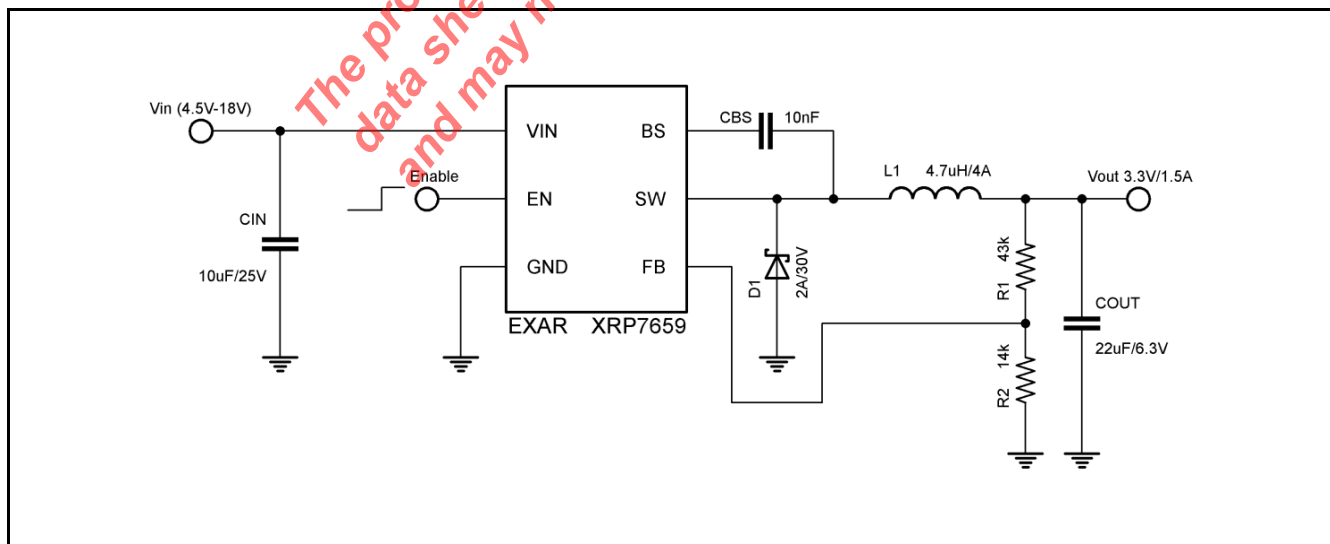 The pro
data she
and may n
Vin (4.5V-18V)
CIN
10uF/25V
Enable
VIN
EN
GND
BS
SW
FB
EXAR XRP7659
CBS 10nF
D1
2A/30V
L1 4.7uH/4A
Vout 3.3V/1.5A
R1 43k
R2 14k
COUT
22uF/6.3V